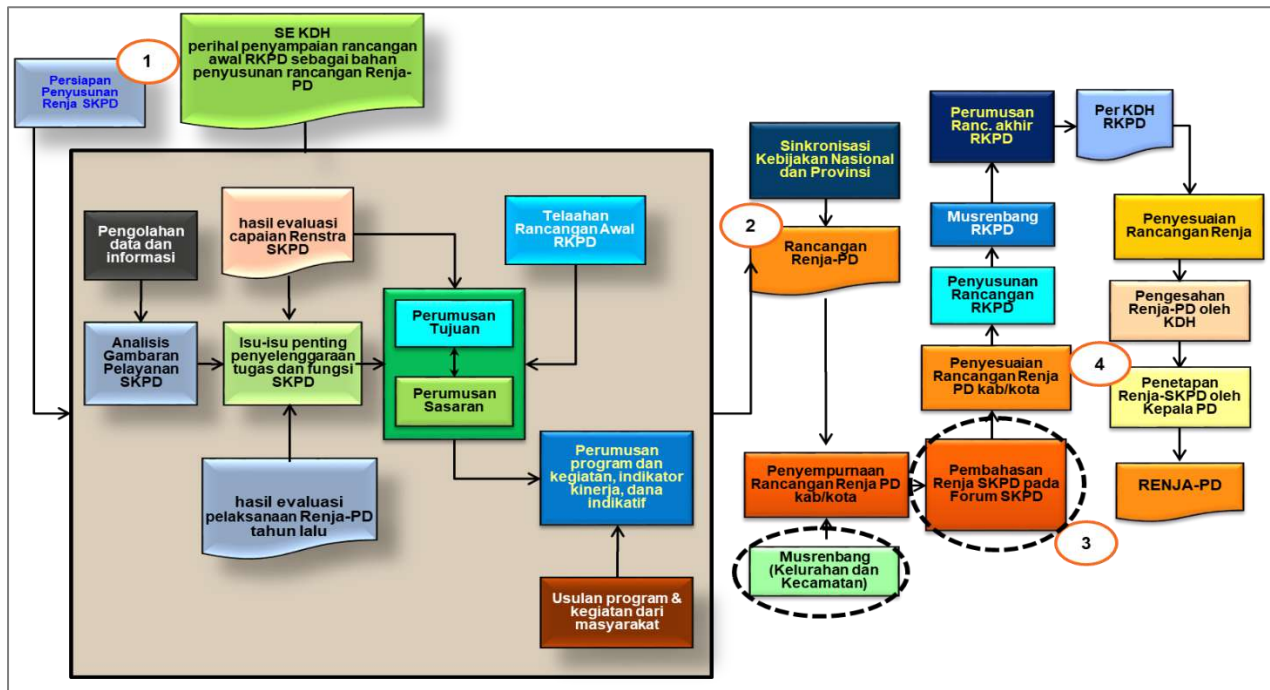 1
Persiapan
Penyusunan
Renja SKPD
SE KDH
perihal penyampaian rancangan
awal RKPD sebagai bahan
penyusunan rancangan Renja-
PD
Pengolahan
data dan
informasi
hasil evaluasi
capaian Renstra
SKPD
Telaahan
Rancangan Awal
RKPD
Analisis
Gambaran
Pelayanan
SKPD
Isu-isu penting
penyelenggaraan
tugas dan fungsi
SKPD
Perumusan
Tujuan
Perumusan
Sasaran
hasil evaluasi
pelaksanaan Renja-PD
tahun lalu
Perumusan
program dan
kegiatan, indikator
kinerja, dana
indikatif
Usulan program &
kegiatan dari
masyarakat
Sinkronisasi
Kebijakan Nasional
dan Provinsi
2
Rancangan
Renja-PD
Penyempurnaan
Rancangan Renja PD
kab/kota
Musrenbang
(Kelurahan dan
Kecamatan)
Perumusan
Ranc. akhir
RKPD
Musrenbang
RKPD
Penyusunan
Rancangan
RKPD
Penyesuaian
Rancangan Renja
PD kab/kota
4
Pembahasan
Renja SKPD pada
Forum SKPD
3
Per KDH
RKPD
Penyesuaian
Rancangan Renja
Pengesahan
Renja-PD oleh
KDH
Penetapan
Renja-SKPD oleh
Kepala PD
RENJA-PD